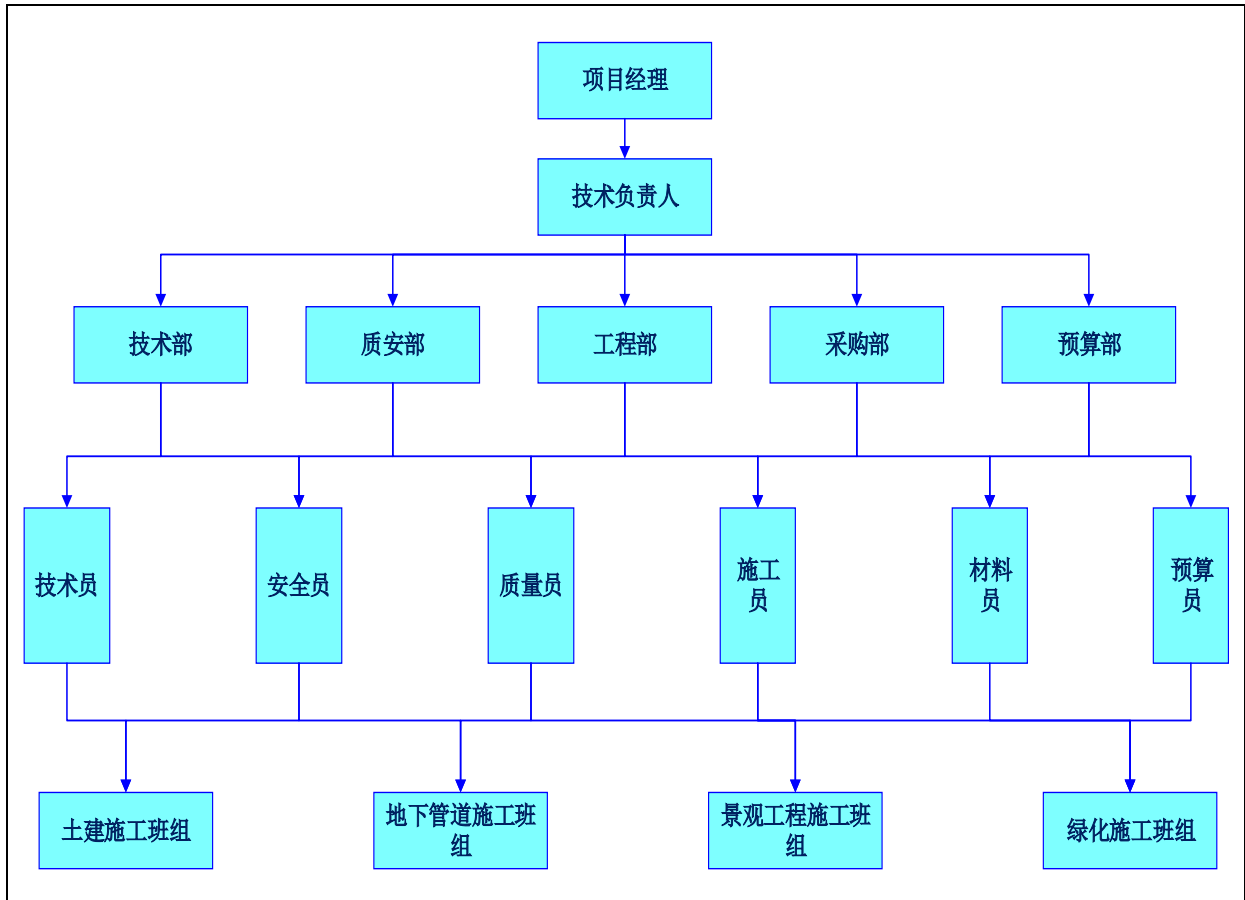 项目经理
技术负责人
技术部
质安部
工程部
采购部
预算部
技术员
安全员
质量员
施工
员
材料
员
预算
员
土建施工班组
地下管道施工班
组
景观工程施工班
组
绿化施工班组